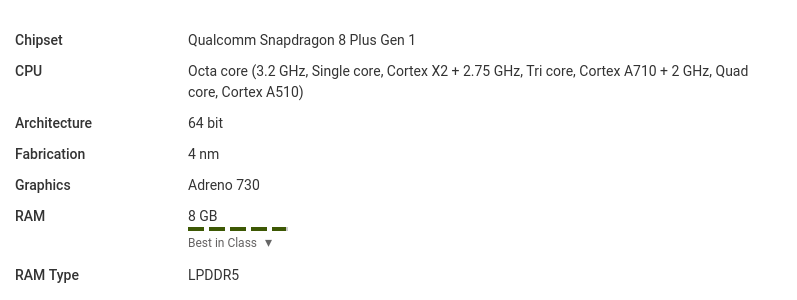 Chipset Qualcomm Snapdragon 8 Plus Gen 1
CPU Octa core (3.2 GHz, Single core, Cortex X2 + 2.75 GHz, Tri core, Cortex A710 + 2 GHz, Quad
core, Cortex A510)
Architecture 64 bit
Fabrication 4 nm
Graphics Adreno 730
RAM 8 GB
Best in Class ▼
RAM Type LPDDR5